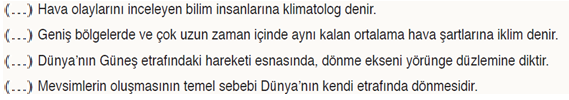 (...) Hava olaylarını inceleyen bilim insanlarına klimatolog denir.
(...) Geniş bölgelerde ve çok uzun zaman içinde aynı kalan ortalama hava şartlarına iklim denir.
(...) Dünya’nın Güneş etrafındaki hareketi esnasında, dönme ekseni yörünge düzlemine diktir.
(...) Mevsimlerin oluşmasının temel sebebi Dünya’nın kendi etrafında dönmesidir.